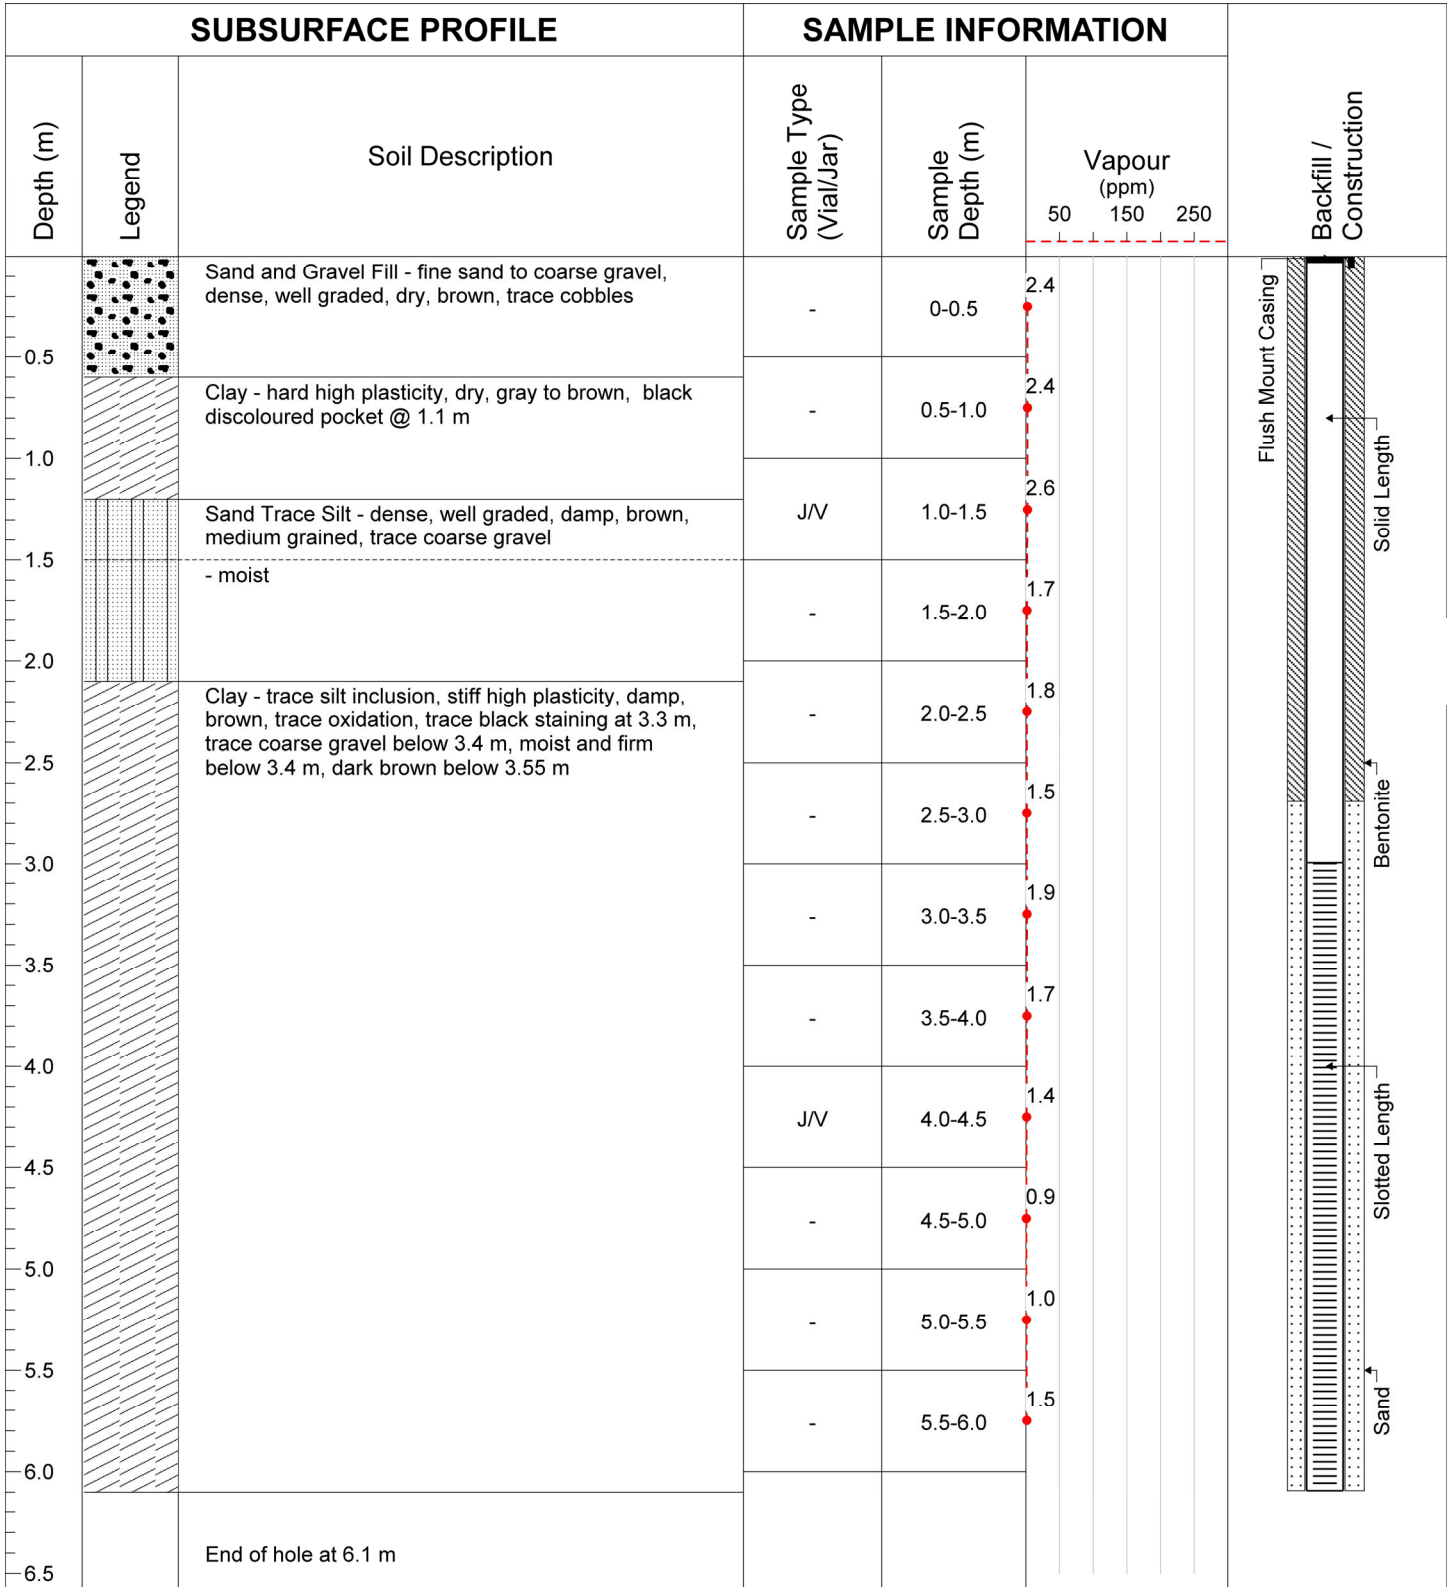 SUBSURFACE PROFILE
SAMPLE INFORMATION
Depth (m)
Legend
Soil Description
Sample Type
(Vial/Jar)
Sample
Depth (m)
Vapour
(ppm)
50 150 250
Backfill /
Construction
Sand and Gravel Fill - fine sand to coarse gravel,
dense, well graded, dry, brown, trace cobbles
- 0-0.5 2.4
0.5
Clay - hard high plasticity, dry, gray to brown, black
discoloured pocket @ 1.1 m
- 0.5-1.0 2.4
1.0
Sand Trace Silt - dense, well graded, damp, brown,
medium grained, trace coarse gravel
J/V 1.0-1.5 2.6
1.5
- moist
- 1.5-2.0 1.7
2.0
Clay - trace silt inclusion, stiff high plasticity, damp,
brown, trace oxidation, trace black staining at 3.3 m,
trace coarse gravel below 3.4 m, moist and firm
below 3.4 m, dark brown below 3.55 m
- 2.0-2.5 1.8
2.5
- 2.5-3.0 1.5
3.0
- 3.0-3.5 1.9
3.5
- 3.5-4.0 1.7
4.0
J/V 4.0-4.5 1.4
4.5
- 4.5-5.0 0.9
5.0
- 5.0-5.5 1.0
5.5
- 5.5-6.0 1.5
6.0
End of hole at 6.1 m
6.5
Flush Mount Casing
Solid Length
Bentonite
Slotted Length
Sand